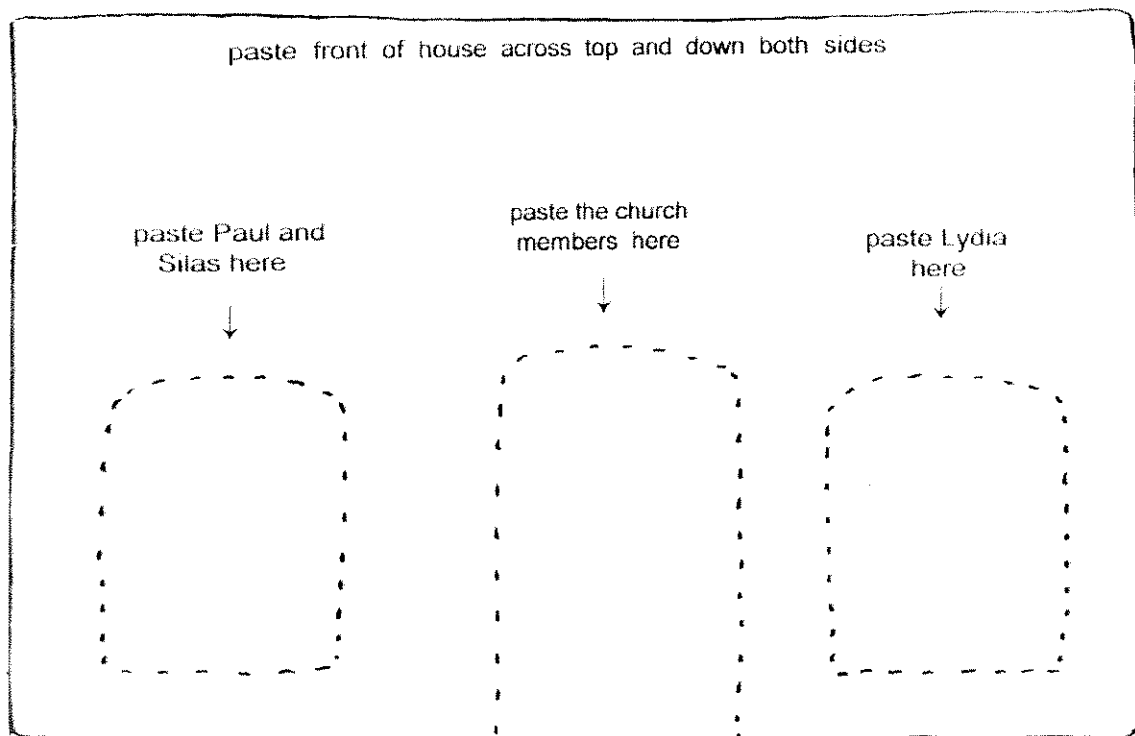 paste front of house across top and down both sides
paste Paul and
Silas here
paste the church
members here
paste Lydia
here